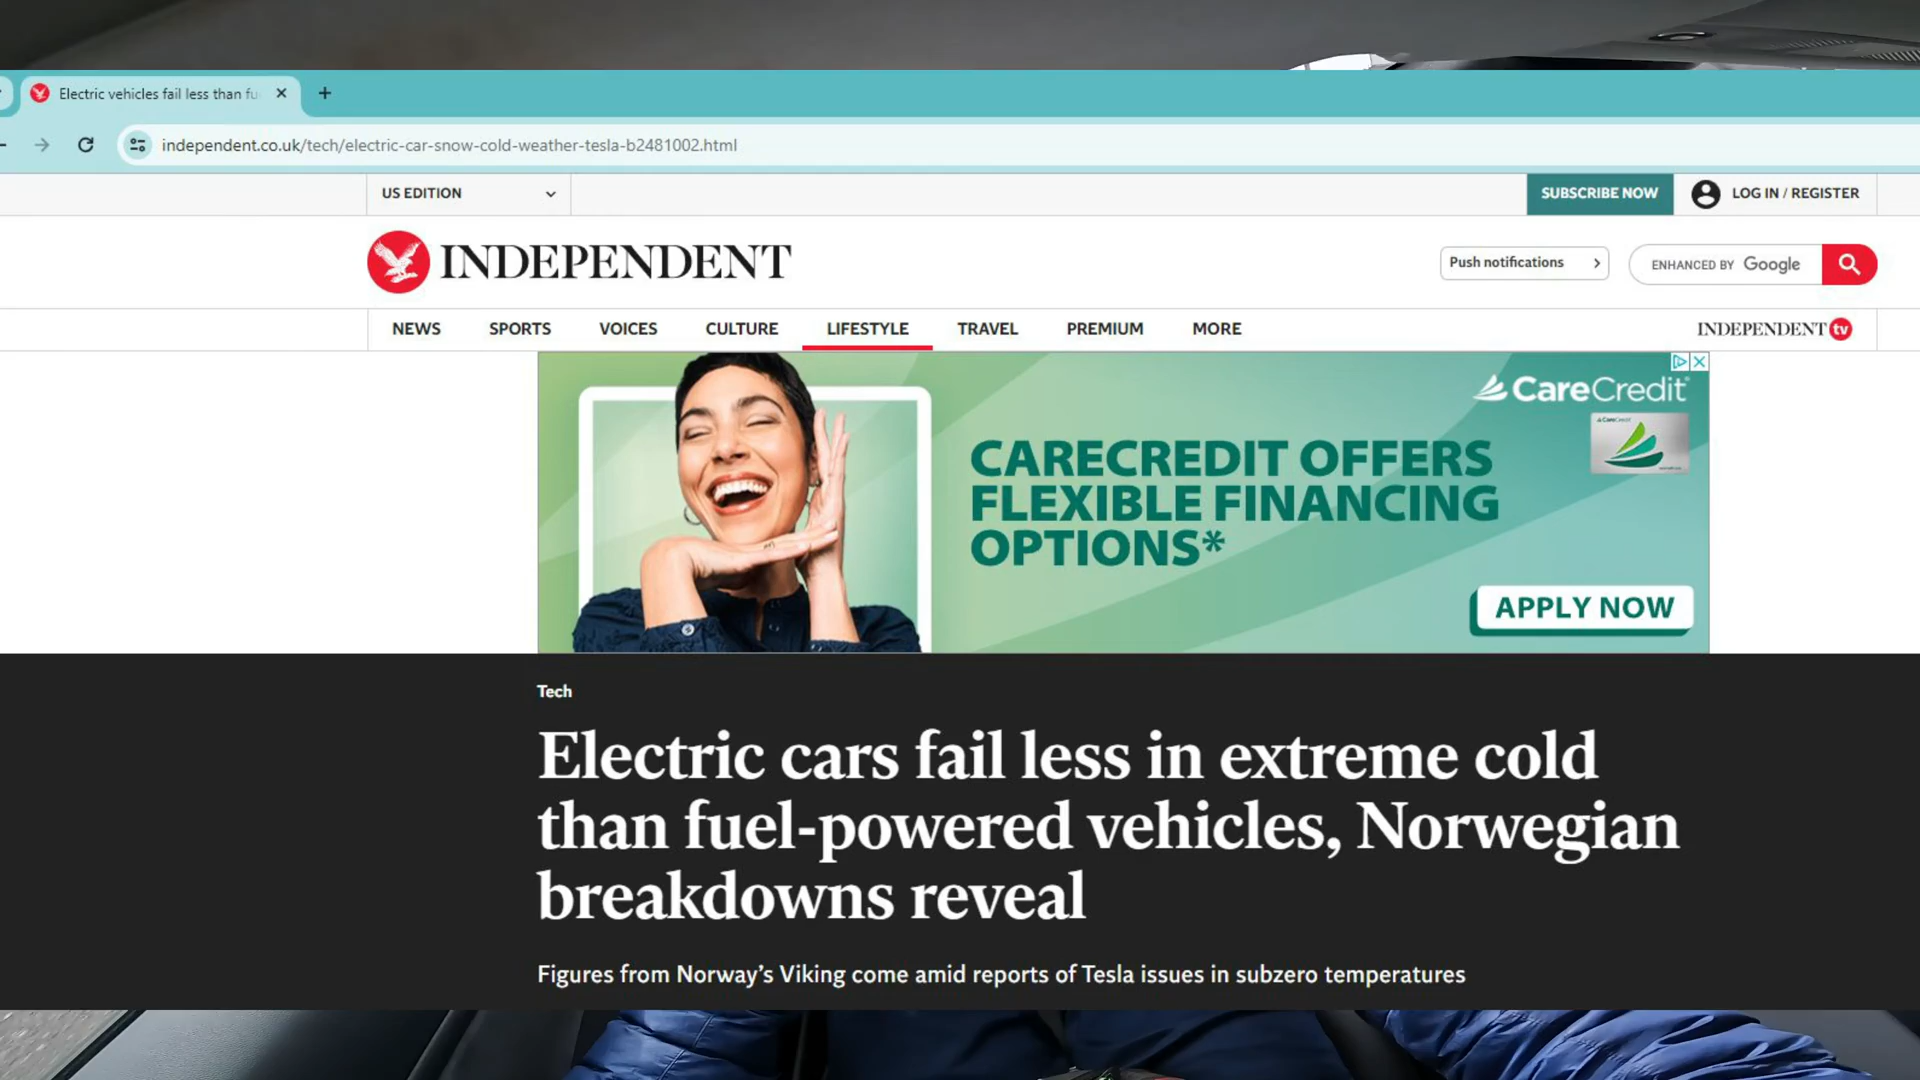 Electric vehicles fail less than fu
independent.co.uk/tech/electric-car-snow-cold-weather-tesla-b2481002.html
US EDITION
SUBSCRIBE NOW
LOG IN / REGISTER
INDEPENDENT
Push notifications
ENHANCED BY Google
NEWS
SPORTS
VOICES
CULTURE
LIFESTYLE
TRAVEL
PREMIUM
MORE
INDEPENDENT tv
CareCredit
CareCredit
CARECREDIT OFFERS
FLEXIBLE FINANCING
OPTIONS*
APPLY NOW
Tech
Electric cars fail less in extreme cold
than fuel-powered vehicles, Norwegian
breakdowns reveal
Figures from Norway's Viking come amid reports of Tesla issues in subzero temperatures